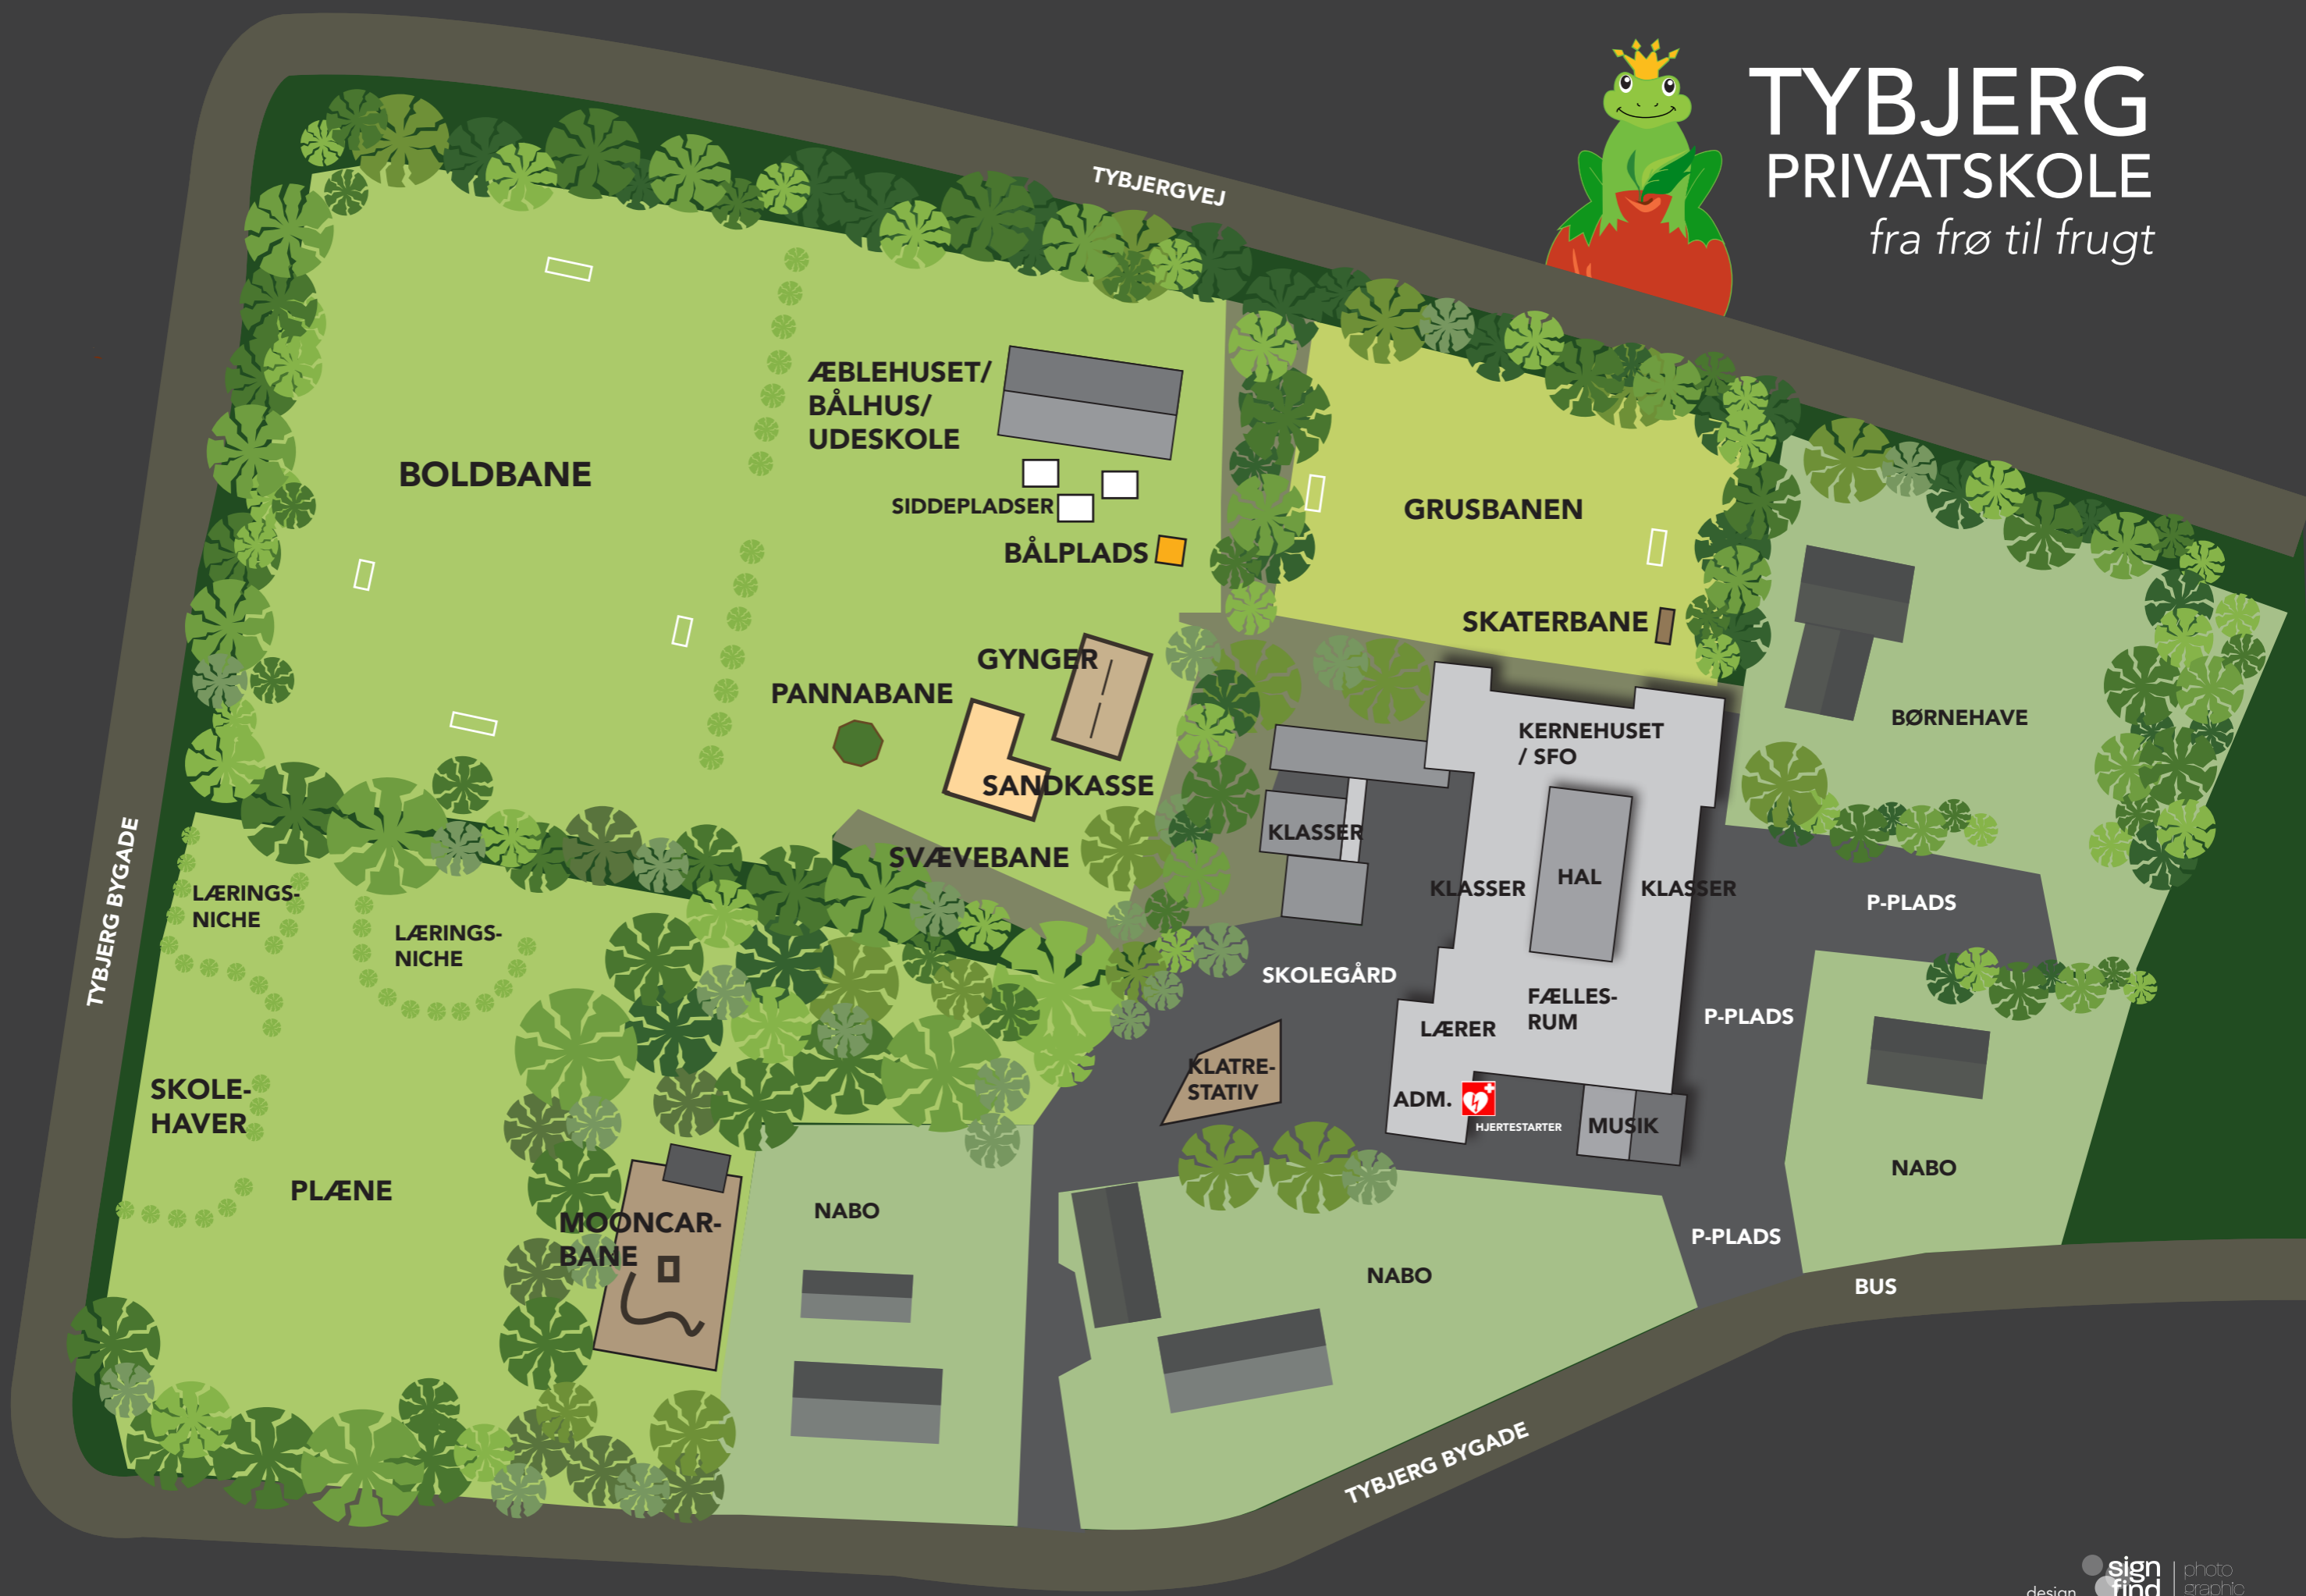 TYBJERG
PRIVATSKOLE
fra frø til frugt
TYBJERGVEJ
ÆBLEHUSET/
BÅLHUS/
UDESKOLE
BOLDBANE
SIDDEPLADSER
GRUSBANEN
BÅLPLADS
SKATERBANE
GYNGER
PANNABANE
BØRNEHAVE
KERNEHUSET
/ SFO
SANDKASSE
KLASSER
SVÆVEBANE
HAL
KLASSER
KLASSER
P-PLADS
LÆRINGS-
NICHE
LÆRINGS-
NICHE
TYBJERG BYGADE
SKOLEGÅRD
FÆLLES-
RUM
P-PLADS
LÆRER
KLATRE-
STATIV
SKOLE-
HAVER
ADM.
HJERTESTARTER
MUSIK
NABO
PLÆNE
NABO
MOONCAR-
BANE
P-PLADS
NABO
BUS
TYBJERG BYGADE
design
sign
find
photo
graphic